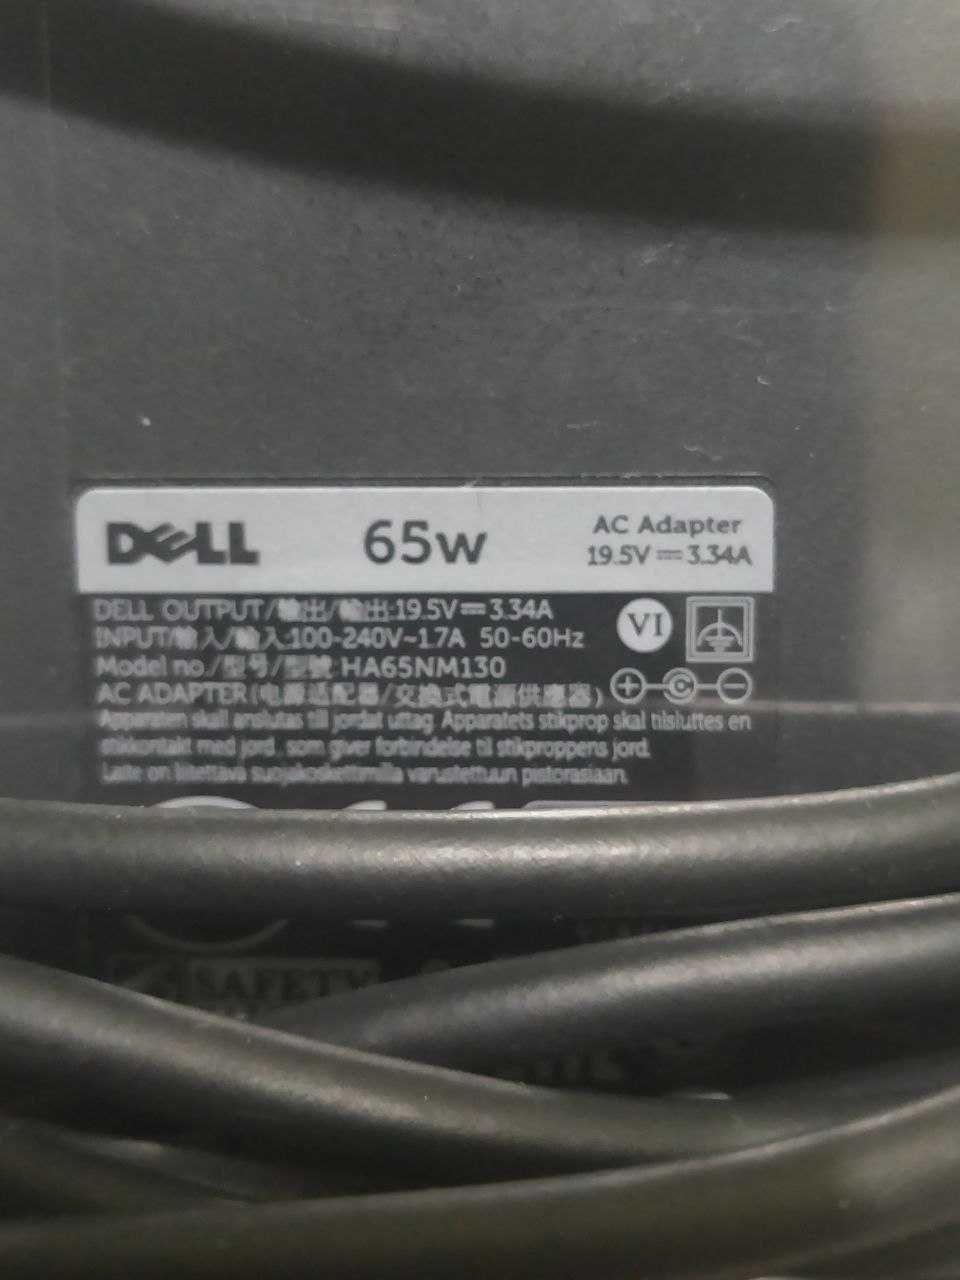 DELL 65W AC Adapter
19.5V⎓3.34A
DELL OUTPUT/输出/輸出:19.5V⎓3.34A
INPUT/输入/輸入:100-240V~1.7A 50-60Hz
VI
Model no./型号/型號:HA65NM130
AC ADAPTER(电源适配器/交換式電源供應器)
Apparaten skall anslutas till jordat uttag. Apparatets stikprop skal tilsluttes en
stikkontakt med jord, som giver forbindelse til stikproppens jord.
Laite on liitettävä suojakoskettimilla varustettuun pistorasiaan.
SAFETY